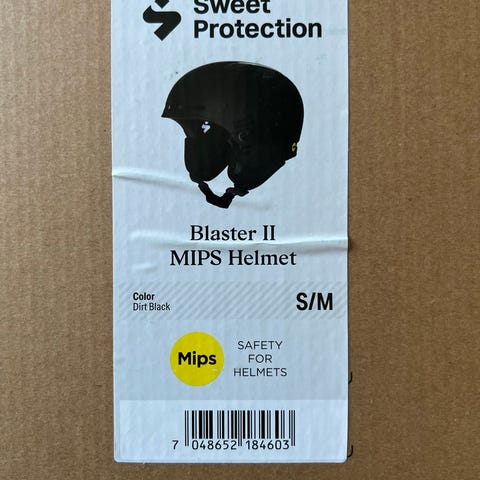 Sweet
Protection
Blaster II
MIPS Helmet
Color
Dirt Black
S/M
Mips
SAFETY
FOR
HELMETS
7 048652 184603